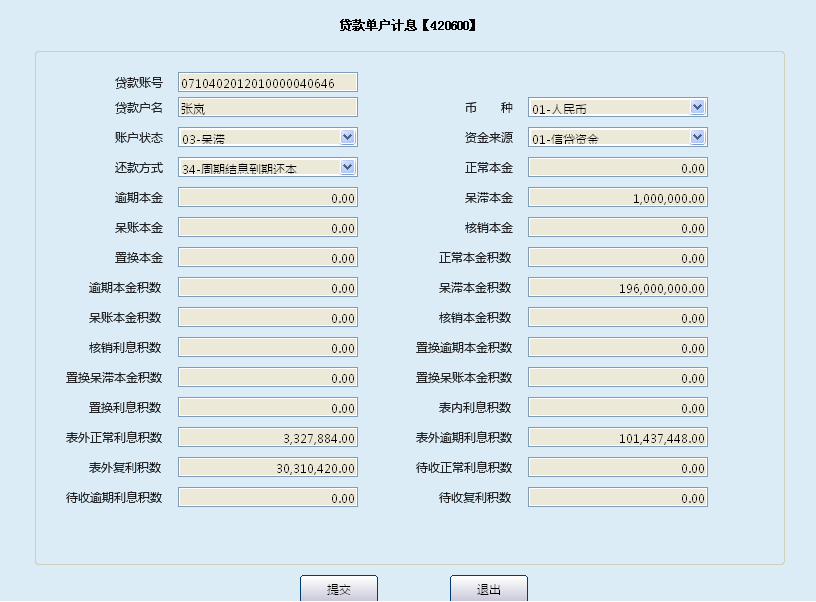 贷款单户计息【420600】
贷款账号 0710402012010000040646
贷款户名 张岚 币 种 01-人民币
账户状态 03-呆滞 资金来源 01-信贷资金
还款方式 34-周期结息到期还本 正常本金 0.00
逾期本金 0.00 呆滞本金 1,000,000.00
呆账本金 0.00 核销本金 0.00
置换本金 0.00 正常本金积数 0.00
逾期本金积数 0.00 呆滞本金积数 196,000,000.00
呆账本金积数 0.00 核销本金积数 0.00
核销利息积数 0.00 置换逾期本金积数 0.00
置换呆滞本金积数 0.00 置换呆账本金积数 0.00
置换利息积数 0.00 表内利息积数 0.00
表外正常利息积数 3,327,884.00 表外逾期利息积数 101,437,448.00
表外复利积数 30,310,420.00 待收正常利息积数 0.00
待收逾期利息积数 0.00 待收复利积数 0.00
提交 退出